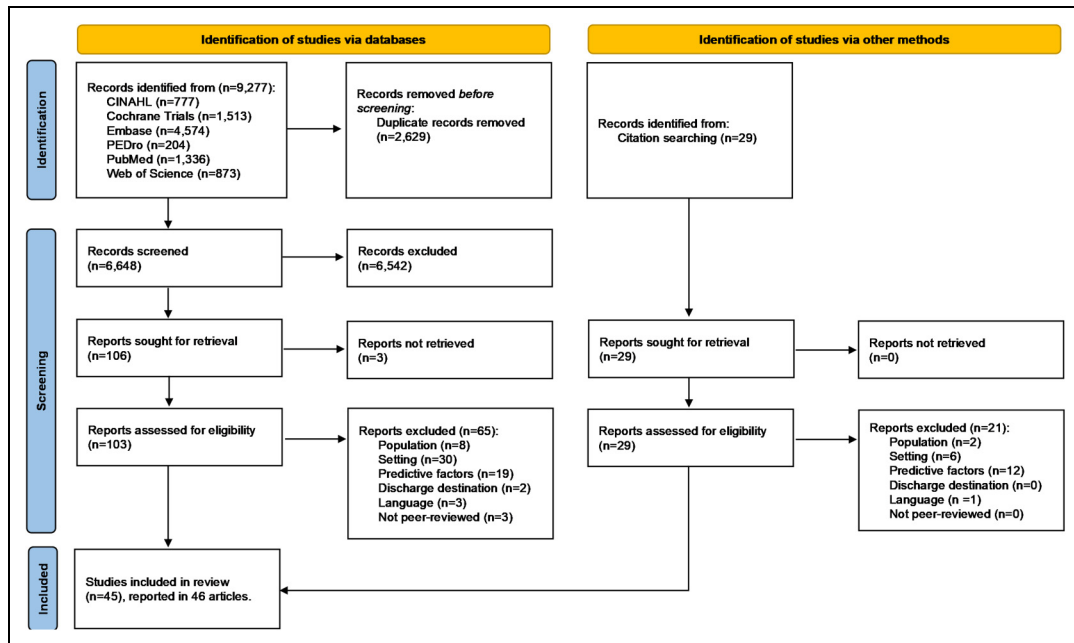 Identification of studies via databases
Identification of studies via other methods
Identification
Records identified from (n=9,277):
CINAHL (n=777)
Cochrane Trials (n=1,513)
Embase (n=4,574)
PEDro (n=204)
PubMed (n=1,336)
Web of Science (n=873)
Records removed before
screening:
Duplicate records removed
(n=2,629)
Records identified from:
Citation searching (n=29)
Screening
Records screened
(n=6,648)
Records excluded
(n=6,542)
Reports sought for retrieval
(n=106)
Reports not retrieved
(n=3)
Reports sought for retrieval
(n=29)
Reports not retrieved
(n=0)
Reports assessed for eligibility
(n=103)
Reports excluded (n=65):
Population (n=8)
Setting (n=30)
Predictive factors (n=19)
Discharge destination (n=2)
Language (n=3)
Not peer-reviewed (n=3)
Reports assessed for eligibility
(n=29)
Reports excluded (n=21):
Population (n=2)
Setting (n=6)
Predictive factors (n=12)
Discharge destination (n=0)
Language (n =1)
Not peer-reviewed (n=0)
Included
Studies included in review
(n=45), reported in 46 articles.